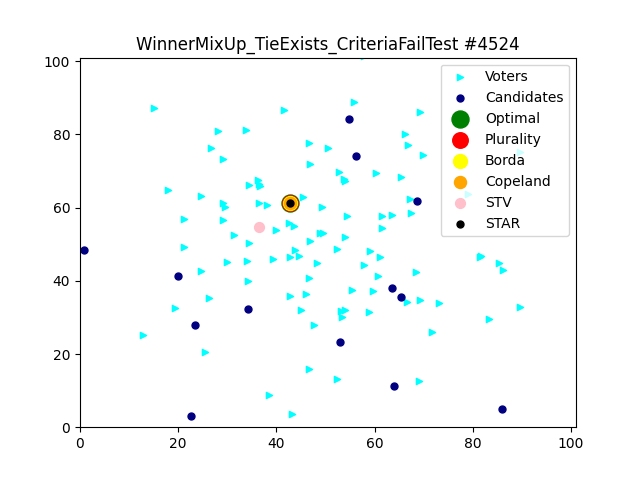 WinnerMixUp_TieExists_CriteriaFailTest #4524
Voters
Candidates
Optimal
Plurality
Borda
Copeland
STV
STAR
100
80
60
40
20
0
0 20 40 60 80 100